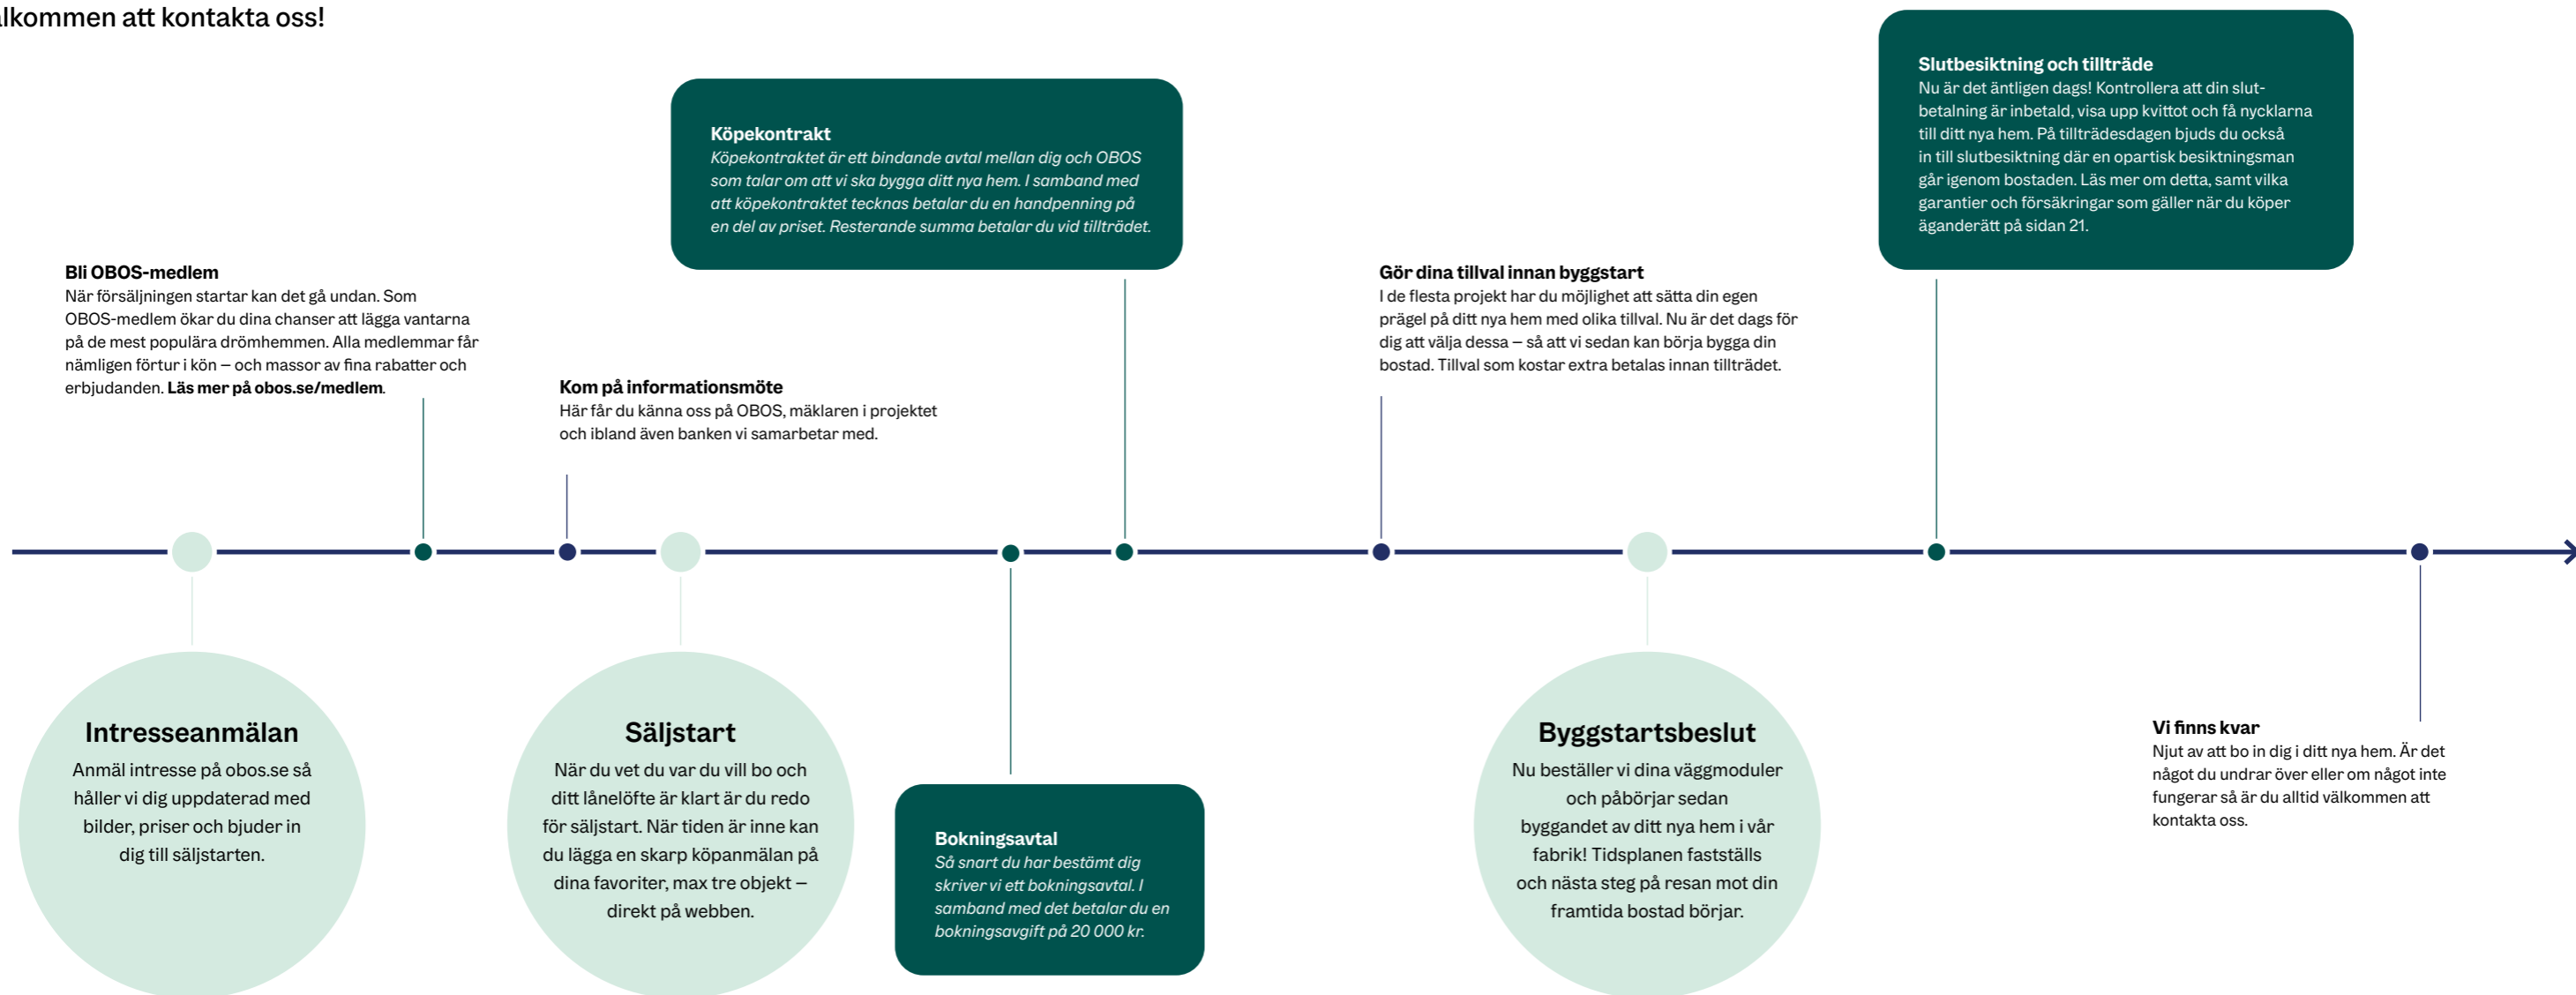 kommen att kontakta oss!
Köpekontrakt
Köpekontraktet är ett bindande avtal mellan dig och OBOS
som talar om att vi ska bygga ditt nya hem. I samband med
att köpekontraktet tecknas betalar du en handpenning på
en del av priset. Resterande summa betalar du vid tillträdet.
Slutbesiktning och tillträde
Nu är det äntligen dags! Kontrollera att din slut-
betalning är inbetald, visa upp kvittot och få nycklarna
till ditt nya hem. På tillträdesdagen bjuds du också
in till slutbesiktning där en opartisk besiktningsman
går igenom bostaden. Läs mer om detta, samt vilka
garantier och försäkringar som gäller när du köper
äganderätt på sidan 21.
Bli OBOS-medlem
När försäljningen startar kan det gå undan. Som
OBOS-medlem ökar du dina chanser att lägga vantarna
på de mest populära drömhemmen. Alla medlemmar får
nämligen förtur i kön – och massor av fina rabatter och
erbjudanden. Läs mer på obos.se/medlem.
Kom på informationsmöte
Här får du känna oss på OBOS, mäklaren i projektet
och ibland även banken vi samarbetar med.
Gör dina tillval innan byggstart
I de flesta projekt har du möjlighet att sätta din egen
prägel på ditt nya hem med olika tillval. Nu är det dags för
dig att välja dessa – så att vi sedan kan börja bygga din
bostad. Tillval som kostar extra betalas innan tillträdet.
Intresseanmälan
Anmäl intresse på obos.se så
håller vi dig uppdaterad med
bilder, priser och bjuder in
dig till säljstarten.
Säljstart
När du vet du var du vill bo och
ditt lånelöfte är klart är du redo
för säljstart. När tiden är inne kan
du lägga en skarp köpanmälan på
dina favoriter, max tre objekt –
direkt på webben.
Bokningsavtal
Så snart du har bestämt dig
skriver vi ett bokningsavtal. I
samband med det betalar du en
bokningsavgift på 20 000 kr.
Byggstartsbeslut
Nu beställer vi dina väggmoduler
och påbörjar sedan
byggandet av ditt nya hem i vår
fabrik! Tidsplanen fastställs
och nästa steg på resan mot din
framtida bostad börjar.
Vi finns kvar
Njut av att bo in dig i ditt nya hem. Är det
något du undrar över eller om något inte
fungerar så är du alltid välkommen att
kontakta oss.